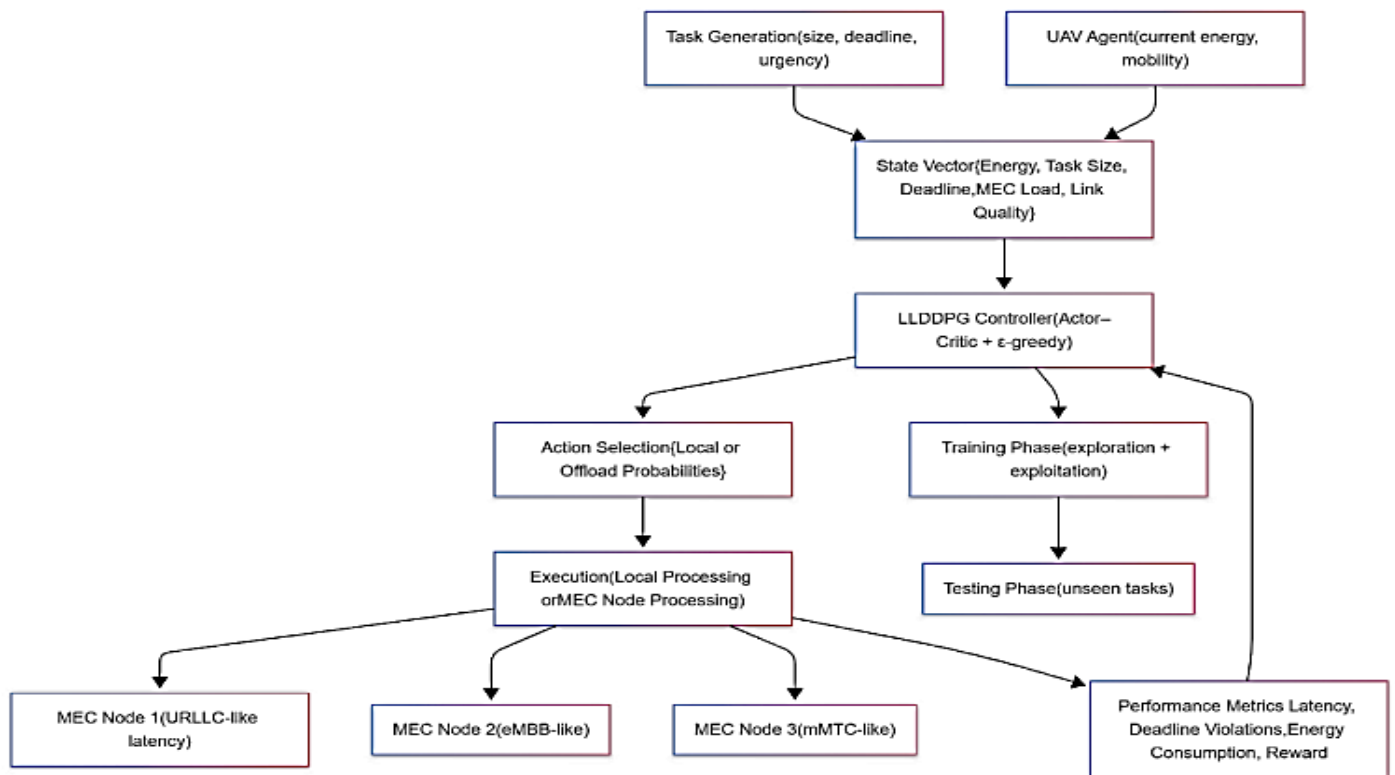 Task Generation(size, deadline,
urgency)
UAV Agent(current energy,
mobility)
State Vector{Energy, Task Size,
Deadline,MEC Load, Link
Quality}
LLDDPG Controller(Actor–
Critic + ε-greedy)
Action Selection{Local or
Offload Probabilities}
Training Phase(exploration +
exploitation)
Execution(Local Processing
orMEC Node Processing)
Testing Phase(unseen tasks)
MEC Node 1(URLLC-like
latency)
MEC Node 2(eMBB-like)
MEC Node 3(mMTC-like)
Performance Metrics Latency,
Deadline Violations,Energy
Consumption, Reward